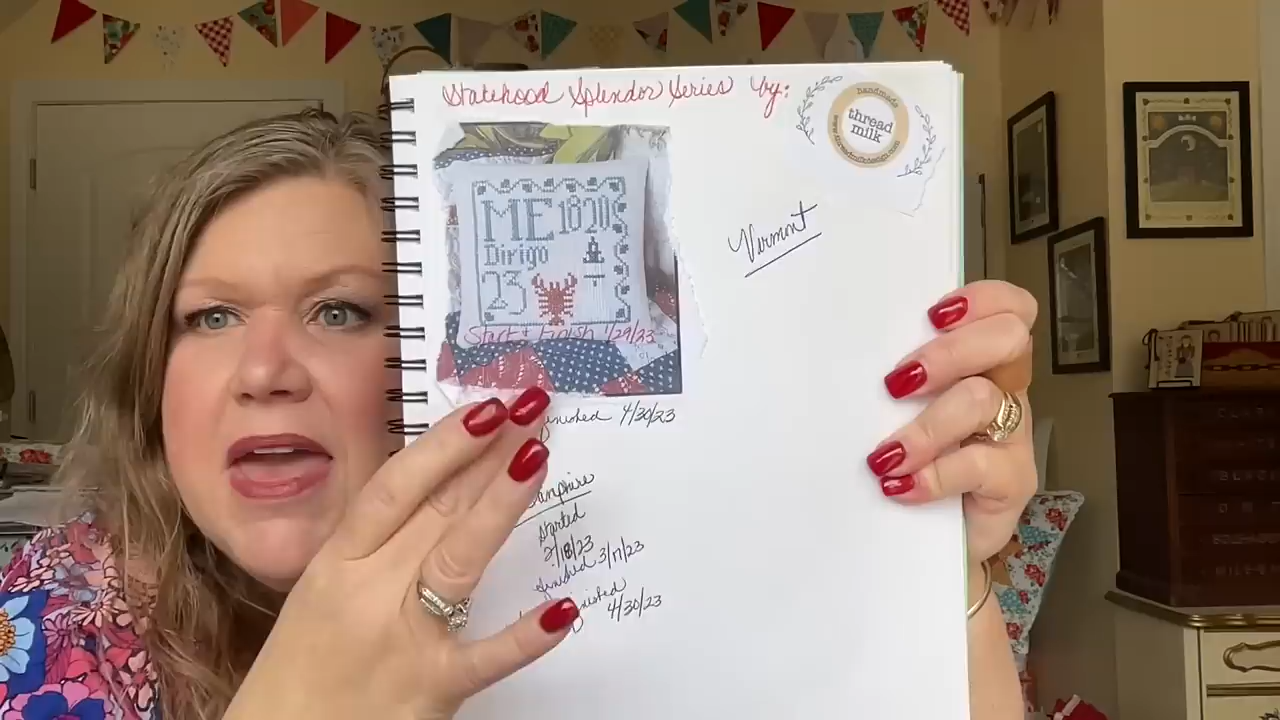 Statehood Splendor Series by:
handmade
thread
milk
ME 1820
Dirigo
23
Start & Finish 1/29/23
Vermont
finished 4/30/23
Started
2/18/23
finished 3/17/23
4/30/23